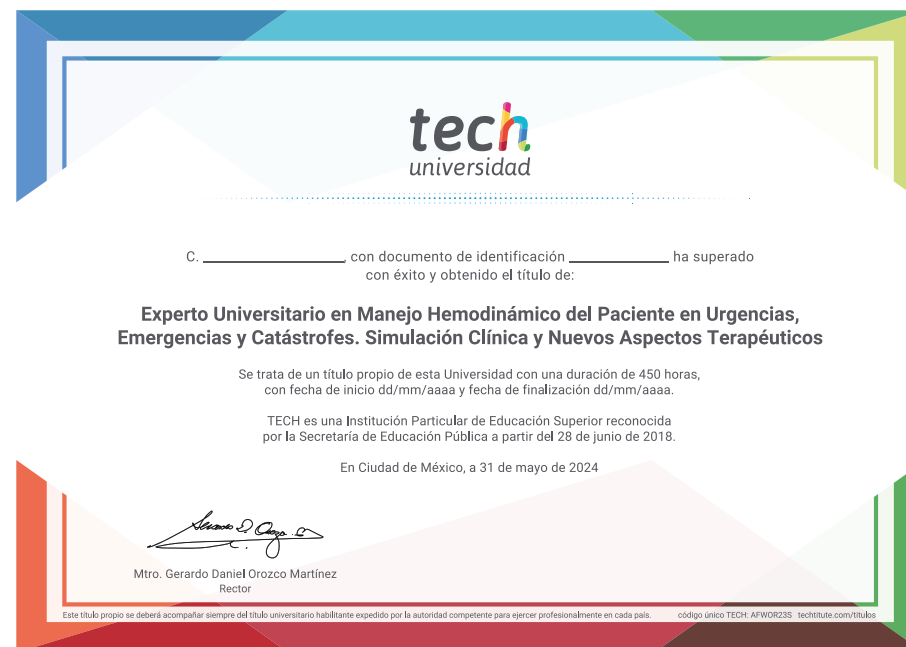 tech
universidad
C. ____________, con documento de identificación ____________ ha superado
con éxito y obtenido el título de:
Experto Universitario en Manejo Hemodinámico del Paciente en Urgencias,
Emergencias y Catástrofes. Simulación Clínica y Nuevos Aspectos Terapéuticos
Se trata de un título propio de esta Universidad con una duración de 450 horas,
con fecha de inicio dd/mm/aaaa y fecha de finalización dd/mm/aaaa.
TECH es una Institución Particular de Educación Superior reconocida
por la Secretaría de Educación Pública a partir del 28 de junio de 2018.
En Ciudad de México, a 31 de mayo de 2024
Mtro. Gerardo Daniel Orozco Martínez
Rector
Este título propio se deberá acompañar siempre del título universitario habilitante expedido por la autoridad competente para ejercer profesionalmente en cada país. código único TECH: AFWOR23S techtitute.com/titulos